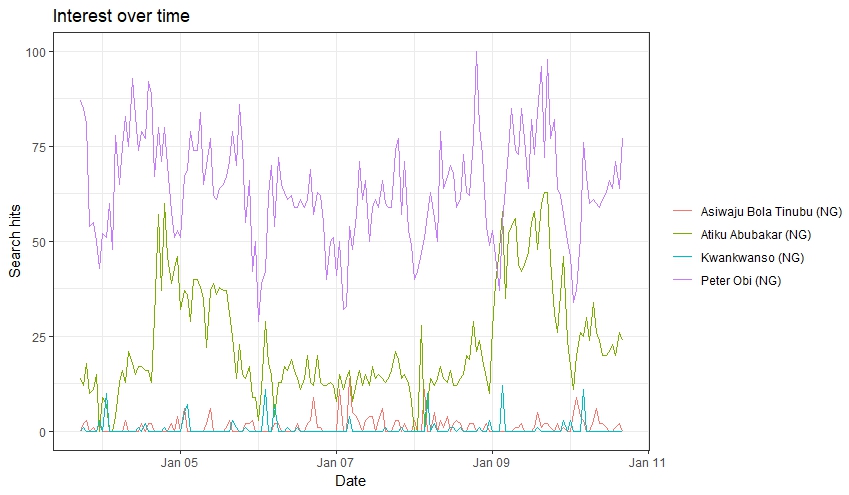 Interest over time
Search hits
100
75
50
25
0
Jan 05
Jan 07
Jan 09
Jan 11
Date
Asiwaju Bola Tinubu (NG)
Atiku Abubakar (NG)
Kwankwanso (NG)
Peter Obi (NG)